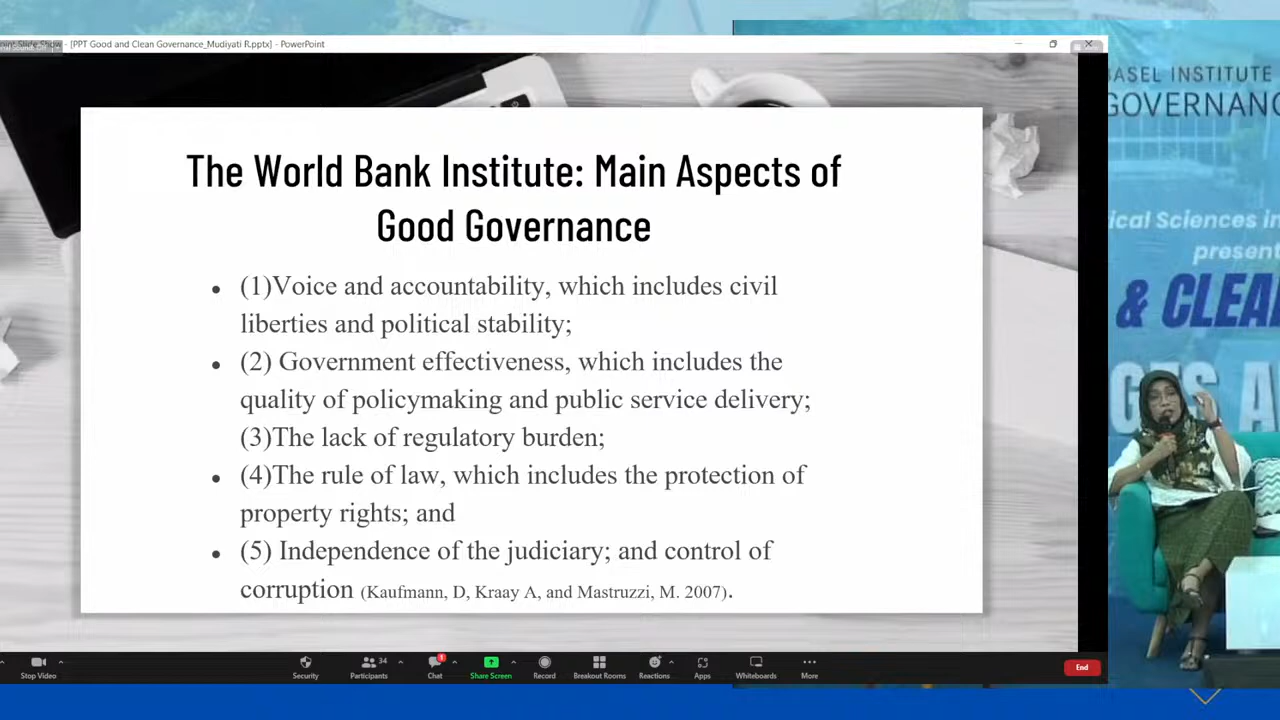 [PPT Good and Clean Governance_Mudiyati R.pptx] - PowerPoint
The World Bank Institute: Main Aspects of
Good Governance
• (1)Voice and accountability, which includes civil
liberties and political stability;
• (2) Government effectiveness, which includes the
quality of policymaking and public service delivery;
(3)The lack of regulatory burden;
• (4)The rule of law, which includes the protection of
property rights; and
• (5) Independence of the judiciary; and control of
corruption (Kaufmann, D, Kraay A, and Mastruzzi, M. 2007).
BASEL INSTITUTE
GOVERNANC
ical Sciences in
present
& CLEA
Stop Video
Security
34
Participants
1
Chat
Share Screen
Record
Breakout Rooms
Reactions
Apps
Whiteboards
More
End